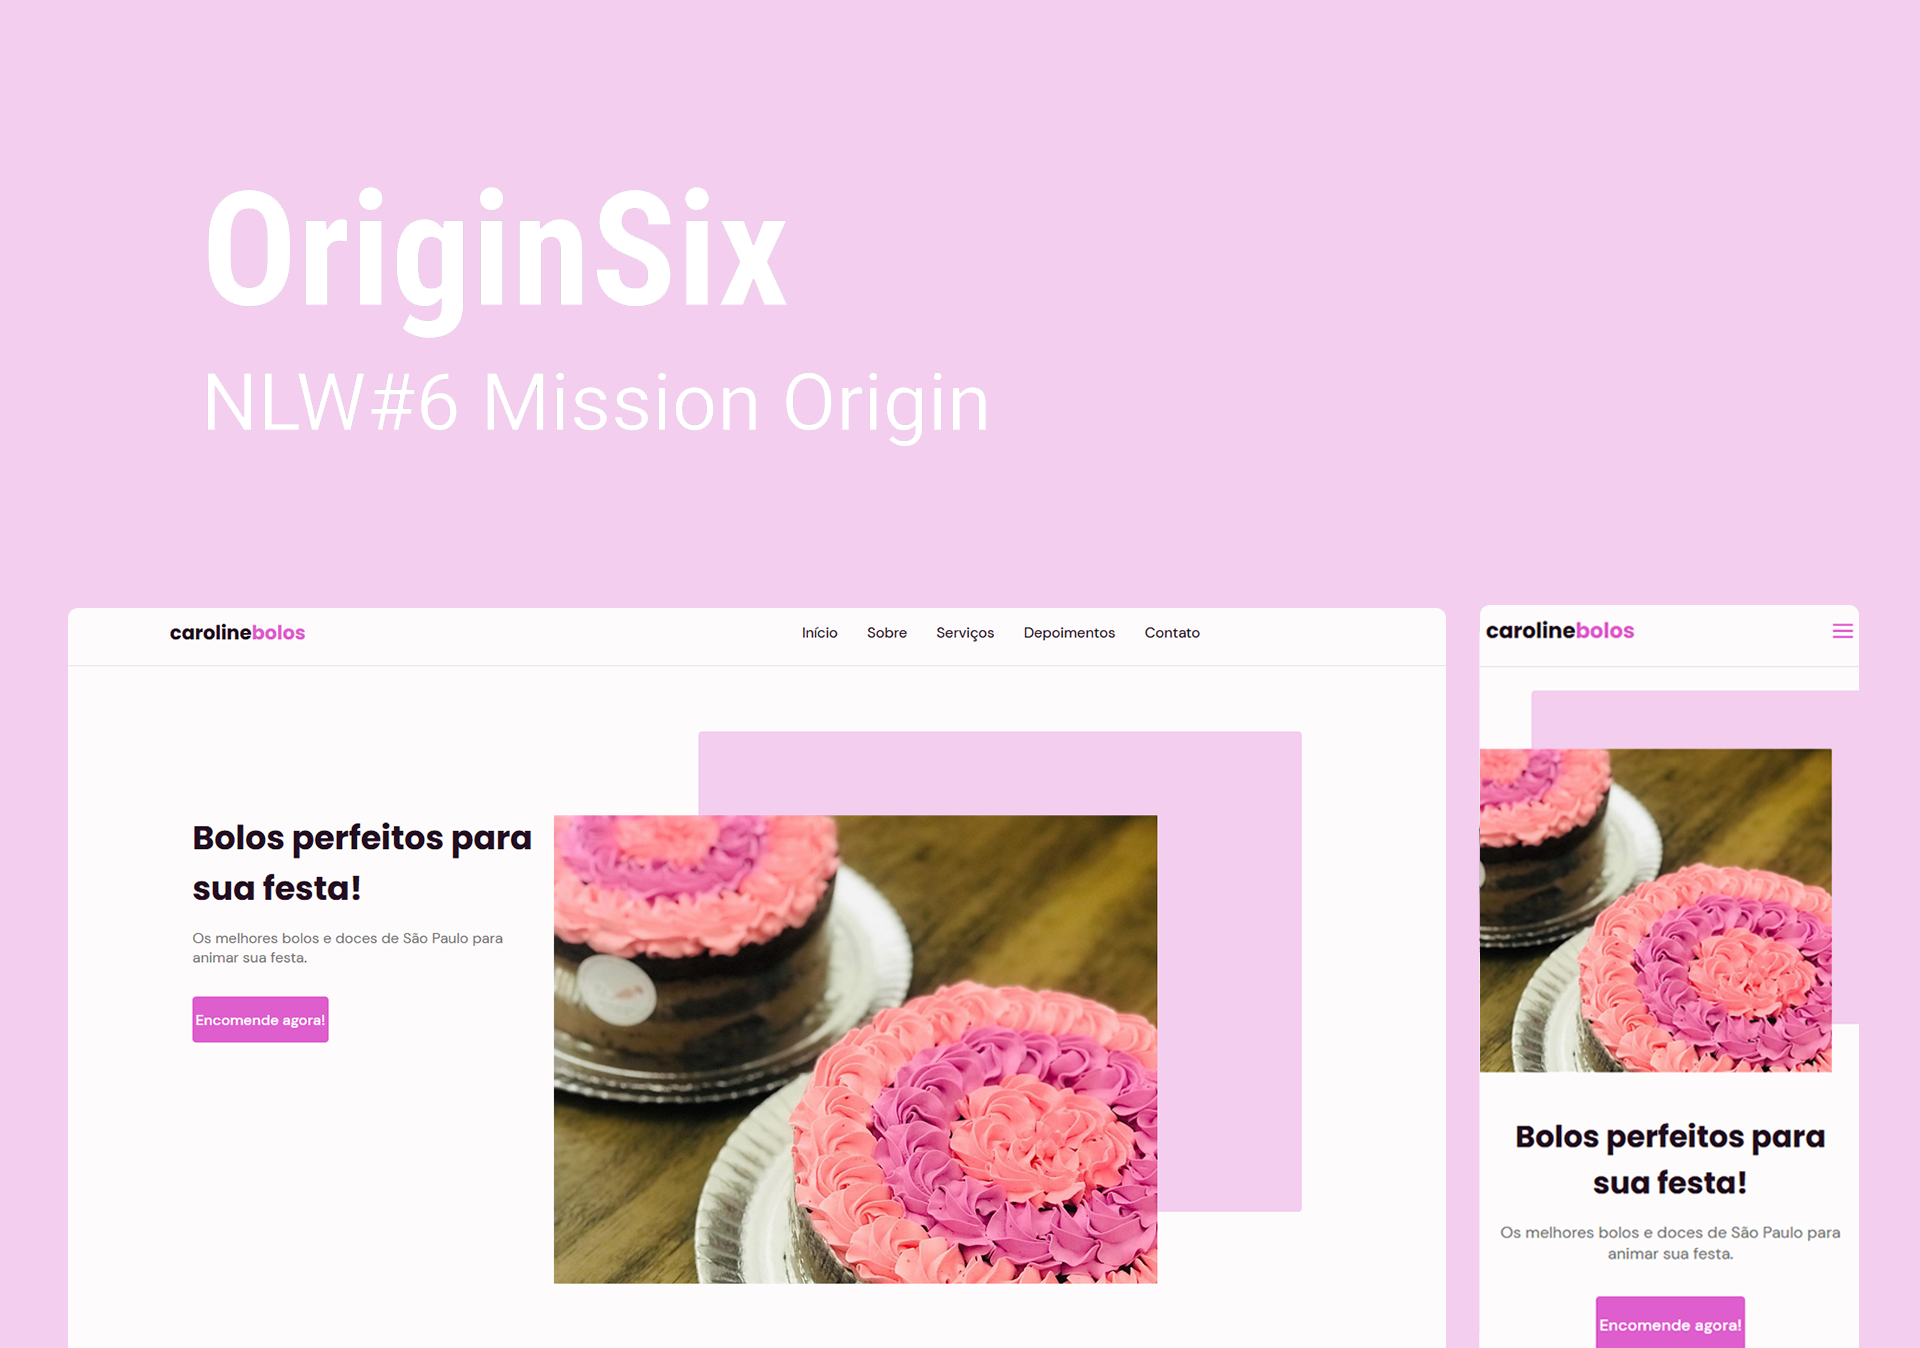 OriginSix
NLW#6 Mission Origin
carolinebolos
Início Sobre Serviços Depoimentos Contato
Bolos perfeitos para
sua festa!
Os melhores bolos e doces de São Paulo para
animar sua festa.
Encomende agora!
carolinebolos
Bolos perfeitos para
sua festa!
Os melhores bolos e doces de São Paulo para
animar sua festa.
Encomende agora!